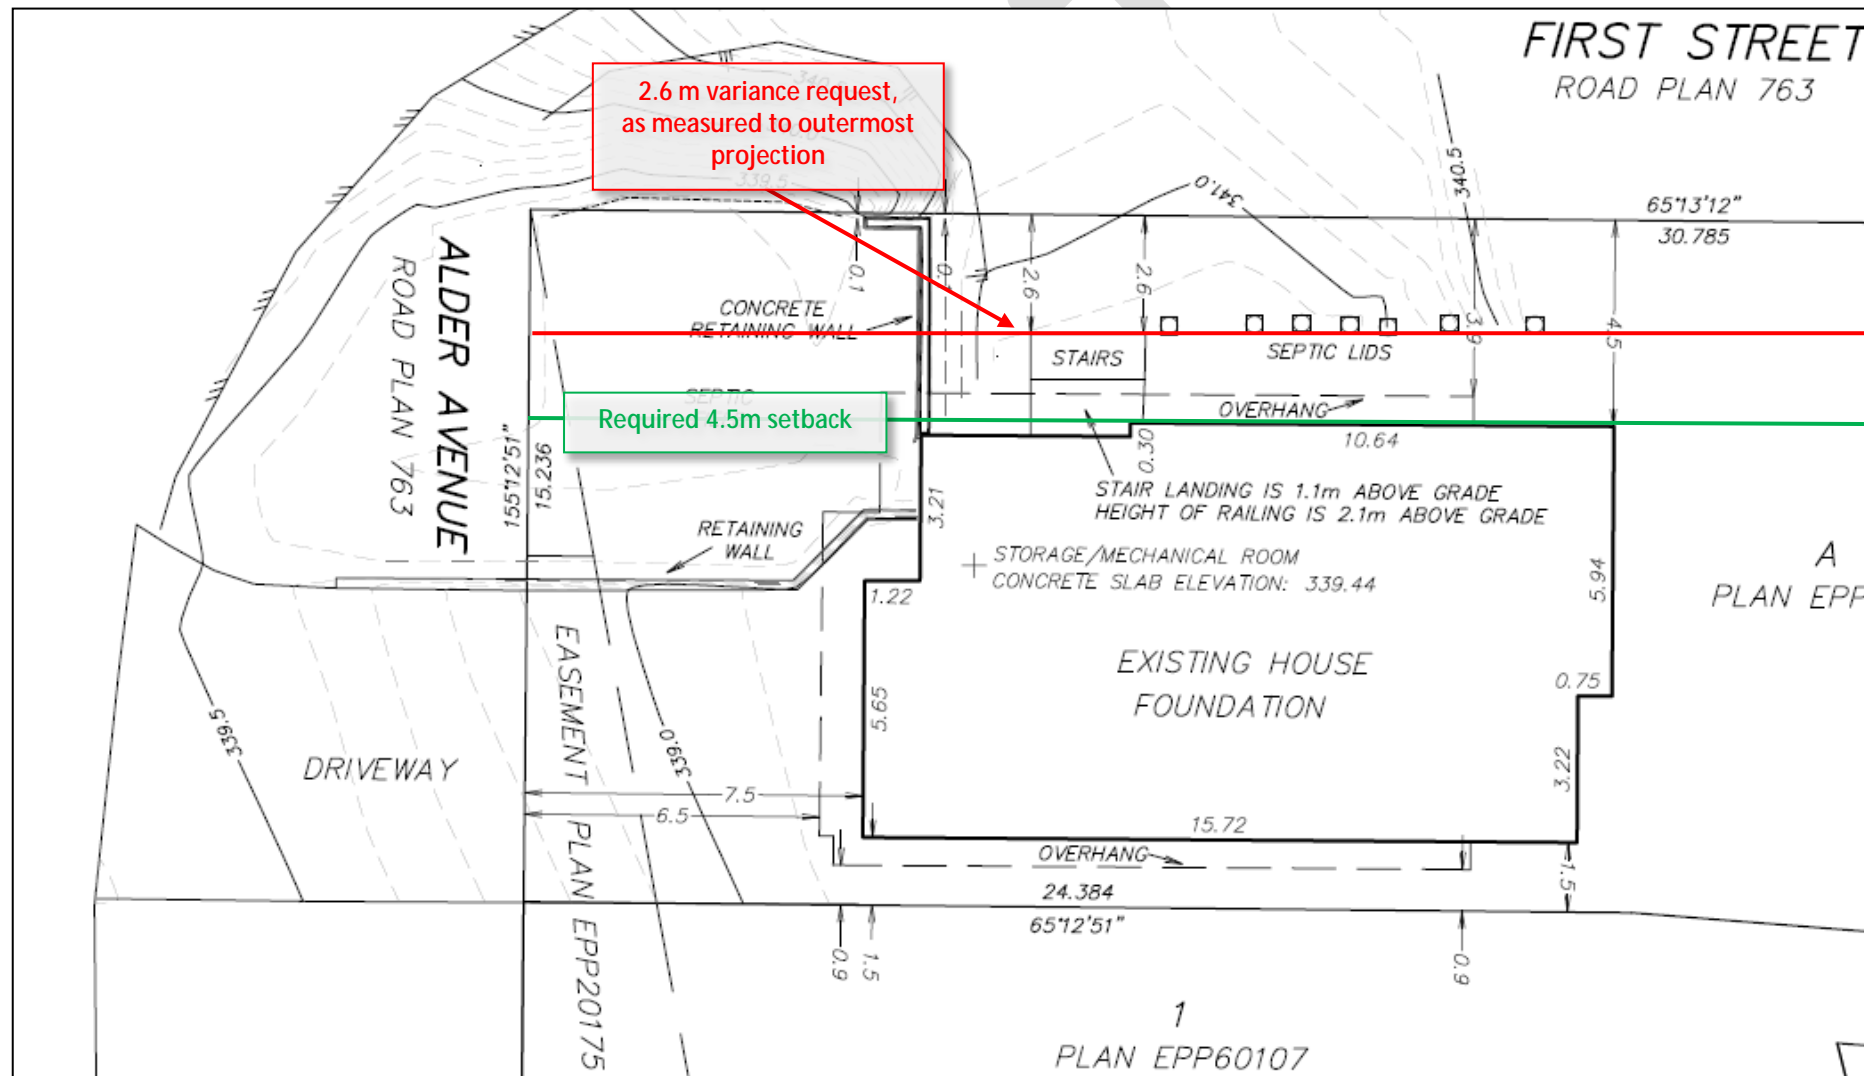 FIRST STREET
ROAD PLAN 763
2.6 m variance request,
as measured to outermost
projection
340.5
341.0
339.5
65°13'12"
30.785
ALDER AVENUE
ROAD PLAN 763
CONCRETE
RETAINING WALL
0.1
2.6
2.6
3.9
4.5
STAIRS
SEPTIC LIDS
SEPTIC
Required 4.5m setback
OVERHANG
10.64
0.30
155°12'51"
15.236
STAIR LANDING IS 1.1m ABOVE GRADE
HEIGHT OF RAILING IS 2.1m ABOVE GRADE
3.21
RETAINING
WALL
STORAGE/MECHANICAL ROOM
CONCRETE SLAB ELEVATION: 339.44
1.22
5.94
A
PLAN EPP
EXISTING HOUSE
FOUNDATION
0.75
5.65
339.5
339.0
DRIVEWAY
EASEMENT PLAN EPP20175
7.5
6.5
3.22
15.72
OVERHANG
1.5
24.384
65°12'51"
0.9
1.5
0.9
1
PLAN EPP60107